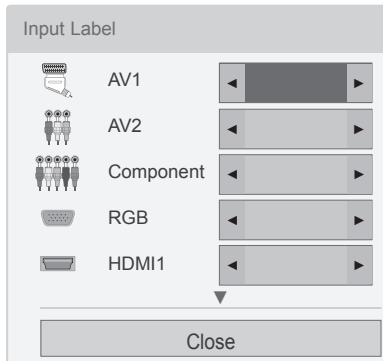 Input Label
AV1
AV2
Component
RGB
HDMI1
Close